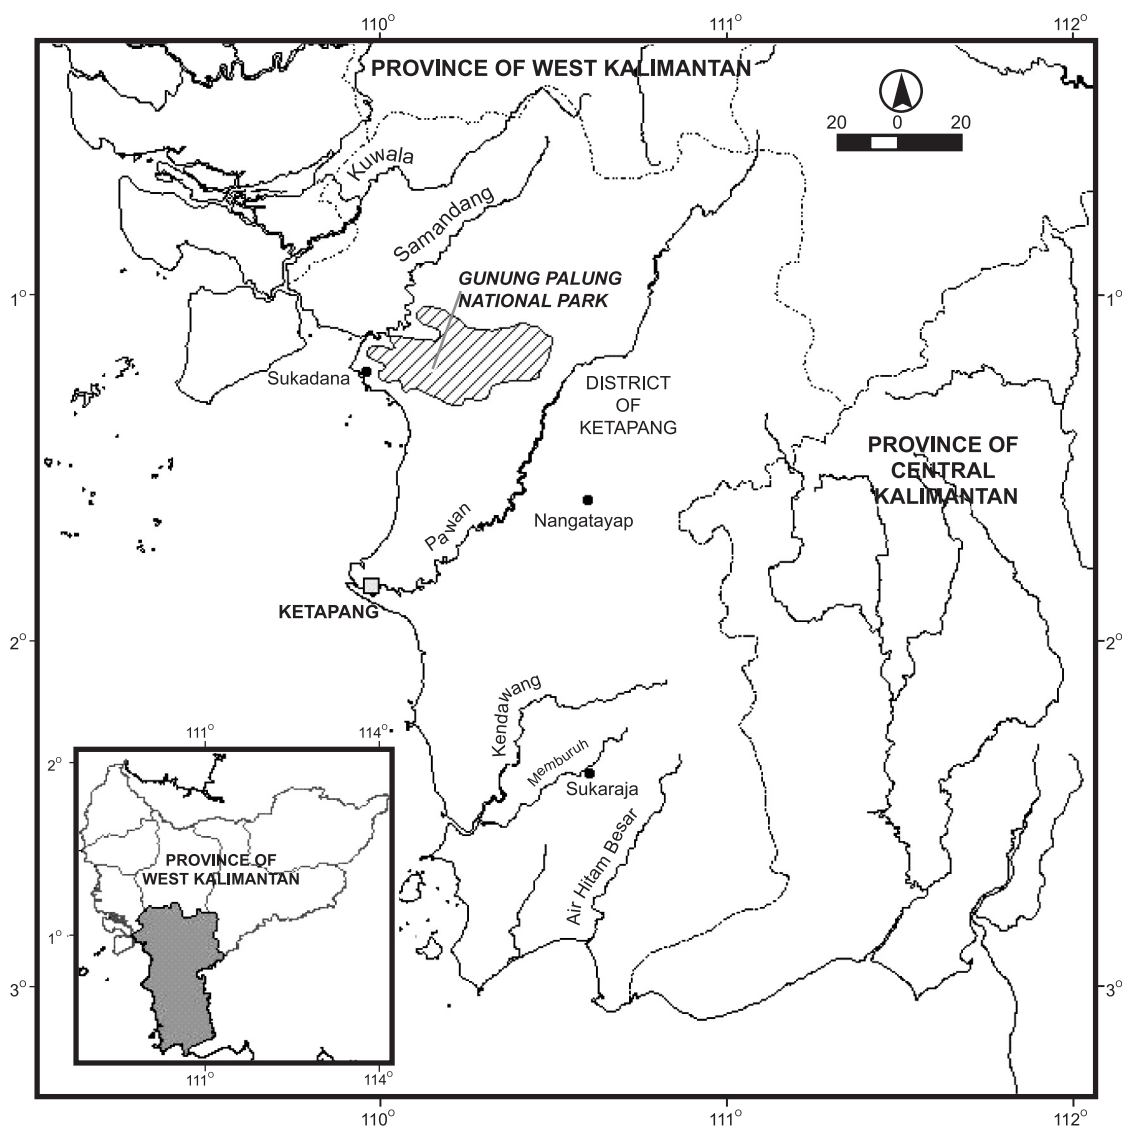 110°
111°
112°
PROVINCE OF WEST KALIMANTAN
20
0
20
Kuwala
Samandang
GUNUNG PALUNG
NATIONAL PARK
1°
1°
Sukadana
DISTRICT
OF
KETAPANG
PROVINCE OF
CENTRAL
KALIMANTAN
Nangatayap
Pawan
KETAPANG
2°
2°
Kendawang
Memburuh
Sukaraja
Air Hitam Besar
111°
114°
2°
PROVINCE OF
WEST KALIMANTAN
1°
3°
3°
111°
114°
110°
111°
112°